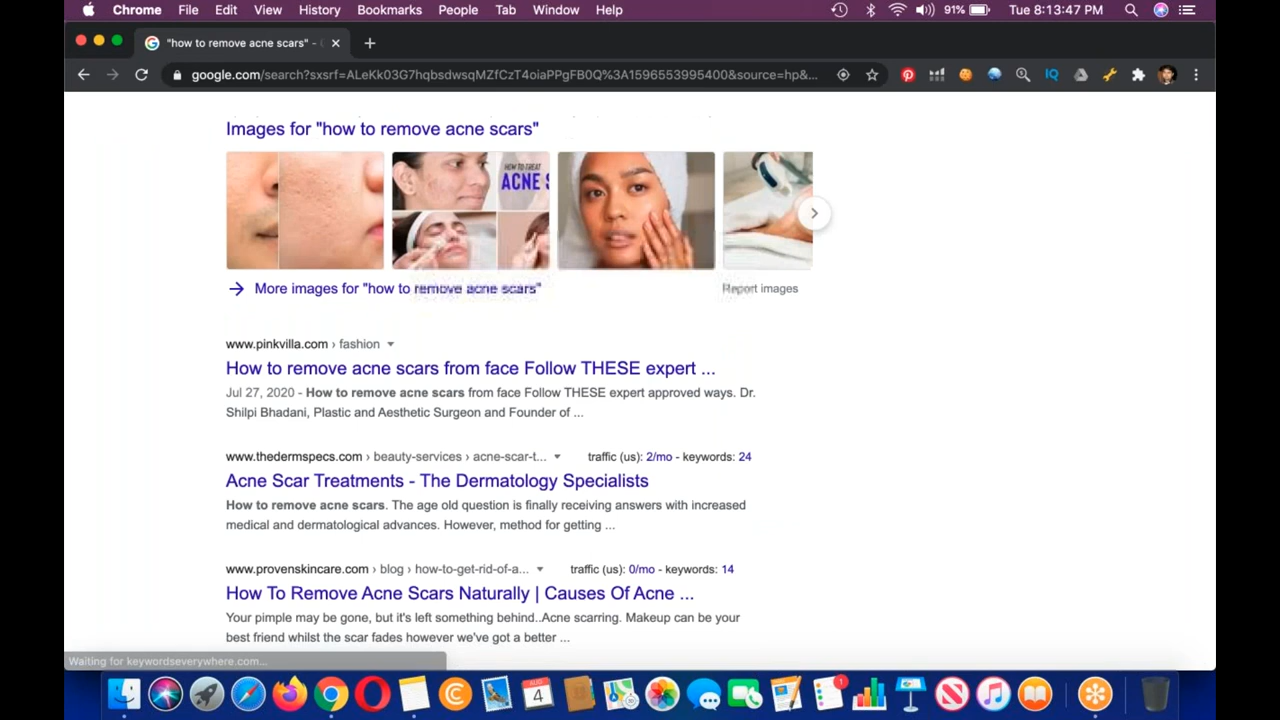 Chrome File Edit View History Bookmarks People Tab Window Help 91% Tue 8:13:47 PM
"how to remove acne scars" -
google.com/search?sxsrf=ALeKk03G7hqbsdwsqMZfCzT4oiaPPgFB0Q%3A1596553995400&source=hp&...
Images for "how to remove acne scars"
HOW TO TREAT
ACNE S
More images for "how to remove acne scars"
Report images
www.pinkvilla.com › fashion
How to remove acne scars from face Follow THESE expert ...
Jul 27, 2020 - How to remove acne scars from face Follow THESE expert approved ways. Dr.
Shilpi Bhadani, Plastic and Aesthetic Surgeon and Founder of ...
www.thedermspecs.com › beauty-services › acne-scar-t... traffic (us): 2/mo - keywords: 24
Acne Scar Treatments - The Dermatology Specialists
How to remove acne scars. The age old question is finally receiving answers with increased
medical and dermatological advances. However, method for getting ...
www.provenskincare.com › blog › how-to-get-rid-of-a... traffic (us): 0/mo - keywords: 14
How To Remove Acne Scars Naturally | Causes Of Acne ...
Your pimple may be gone, but it's left something behind..Acne scarring. Makeup can be your
best friend whilst the scar fades however we've got a better ...
Waiting for keywordseverywhere.com...
AUG
4
1